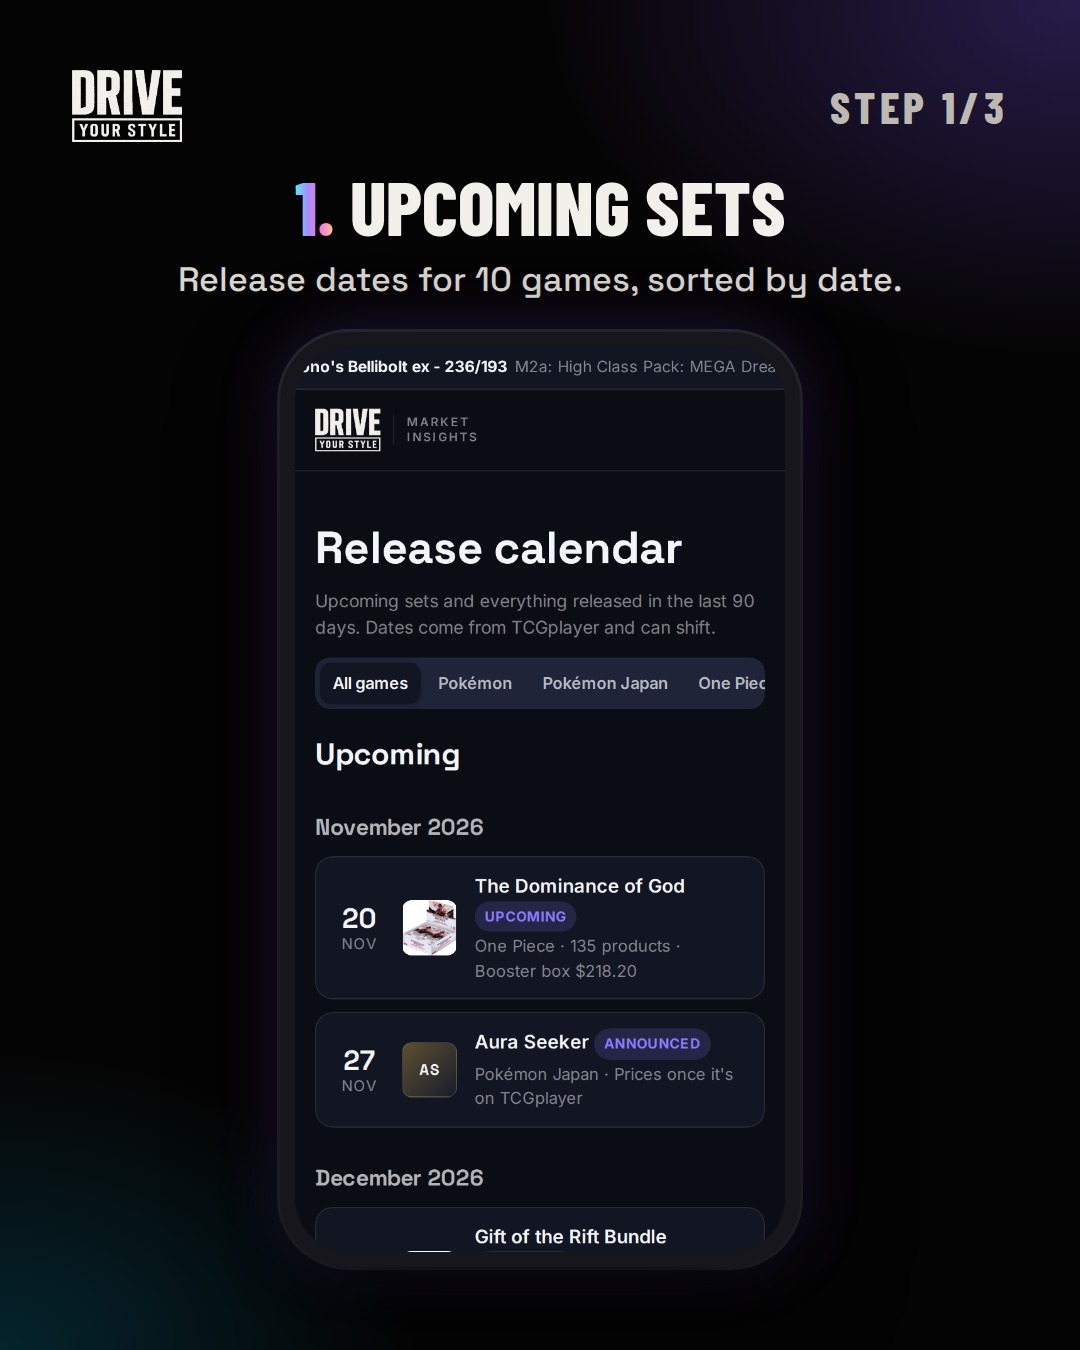 DRIVE
YOUR STYLE
STEP 1/3
1. UPCOMING SETS
Release dates for 10 games, sorted by date.
Bellibolt ex - 236/193 M2a: High Class Pack: MEGA
DRIVE
YOUR STYLE
MARKET
INSIGHTS
Release calendar
Upcoming sets and everything released in the last 90
days. Dates come from TCGplayer and can shift.
All games Pokémon Pokémon Japan One Piec
Upcoming
November 2026
20
NOV
The Dominance of God
UPCOMING
One Piece · 135 products ·
Booster box $218.20
27
NOV
AS
Aura Seeker ANNOUNCED
Pokémon Japan · Prices once it's
on TCGplayer
December 2026
Gift of the Rift Bundle